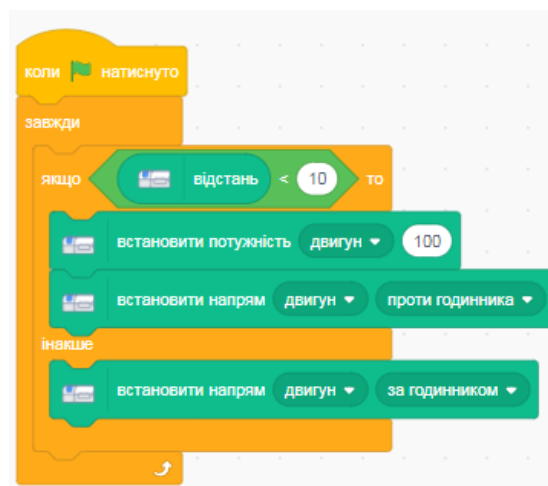 коли натиснуто
завжди
якщо відстань < 10 то
встановити потужність двигун 100
встановити напрям двигун проти годинника
інакше
встановити напрям двигун за годинником